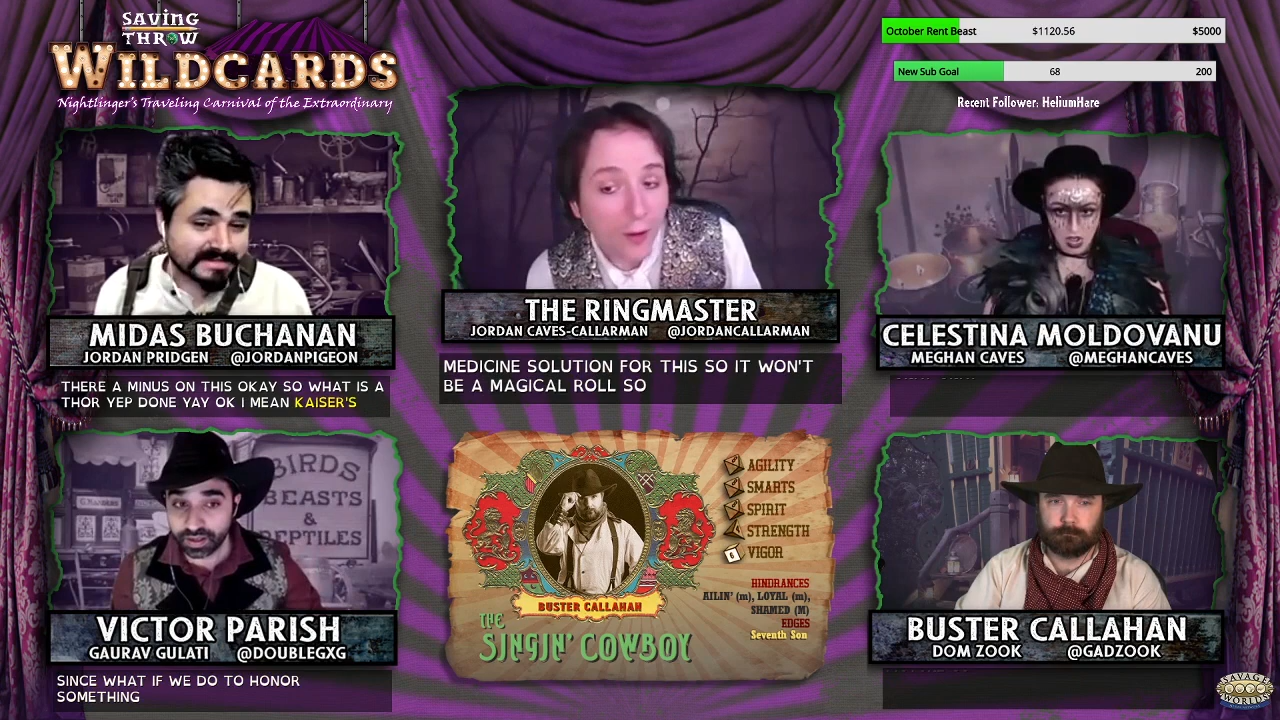 SAVING
THROW
WILDCARDS
Nightlinger's Traveling Carnival of the Extraordinary
October Rent Beast $1120.56 $5000
New Sub Goal 68 200
Recent Follower: HeliumHare
MIDAS BUCHANAN
JORDAN PRIDGEN @JORDANPIGEON
THERE A MINUS ON THIS OKAY SO WHAT IS A
THOR YEP DONE YAY OK I MEAN KAISER'S
THE RINGMASTER
JORDAN CAVES-CALLARMAN @JORDANCALLARMAN
MEDICINE SOLUTION FOR THIS SO IT WON'T
BE A MAGICAL ROLL SO
CELESTINA MOLDOVANU
MEGHAN CAVES @MEGHANCAVES
BIRDS
BEASTS
&
REPTILES
VICTOR PARISH
GAURAV GULATI @DOUBLEGXG
SINCE WHAT IF WE DO TO HONOR
SOMETHING
AGILITY
SMARTS
SPIRIT
STRENGTH
6 VIGOR
HINDRANCES
AILIN' (m), LOYAL (m),
SHAMED (M)
EDGES
Seventh Son
BUSTER CALLAHAN
THE
SINGIN' COWBOY
BUSTER CALLAHAN
DOM ZOOK @GADZOOK
SAVAGE
WORLDS